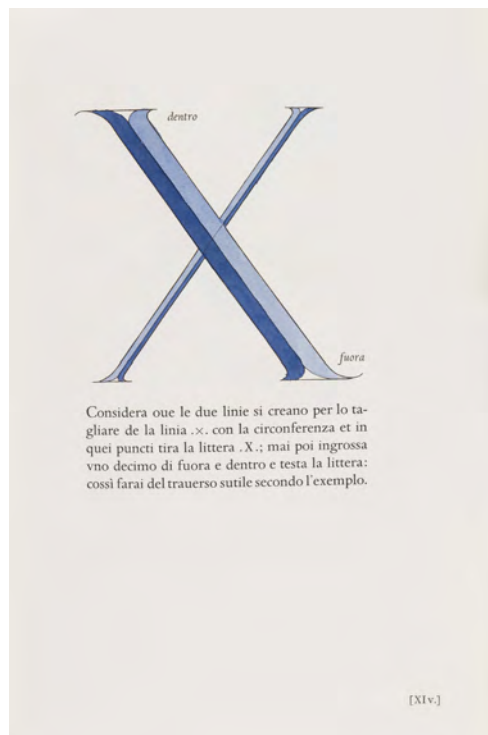 dentro
fuora
Considera oue le due linie si creano per lo ta-
gliare de la linia .x. con la circonferenza et in
quei puncti tira la littera .X.; mai poi ingrossa
vno decimo di fuora e dentro e testa la littera:
cossì farai del trauerso sutile secondo l'exemplo.
[XI v.]